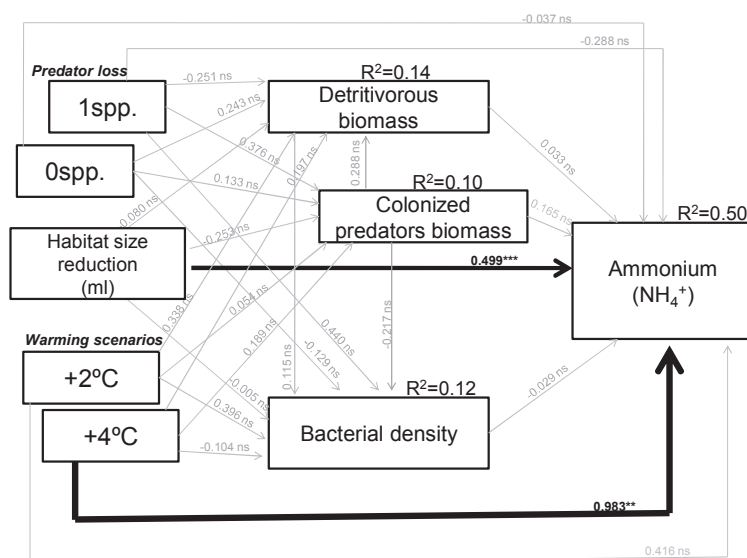 -0.037 ns
-0.288 ns
Predator loss
-0.251 ns
R²=0.14
1spp.
Detritivorous
biomass
0.243 ns
0.376 ns
0.197 ns
0.033 ns
0spp.
0.133 ns
0.288 ns
R²=0.10
-0.080 ns
Colonized
predators biomass
0.165 ns
R²=0.50
Habitat size
reduction
(ml)
-0.253 ns
0.499***
Ammonium
(NH₄⁺)
0.054 ns
0.338 ns
0.189 ns
0.440 ns
-0.217 ns
Warming scenarios
0.115 ns
-0.129 ns
+2ºC
-0.005 ns
R²=0.12
-0.029 ns
0.396 ns
+4ºC
-0.104 ns
Bacterial density
0.983**
0.416 ns